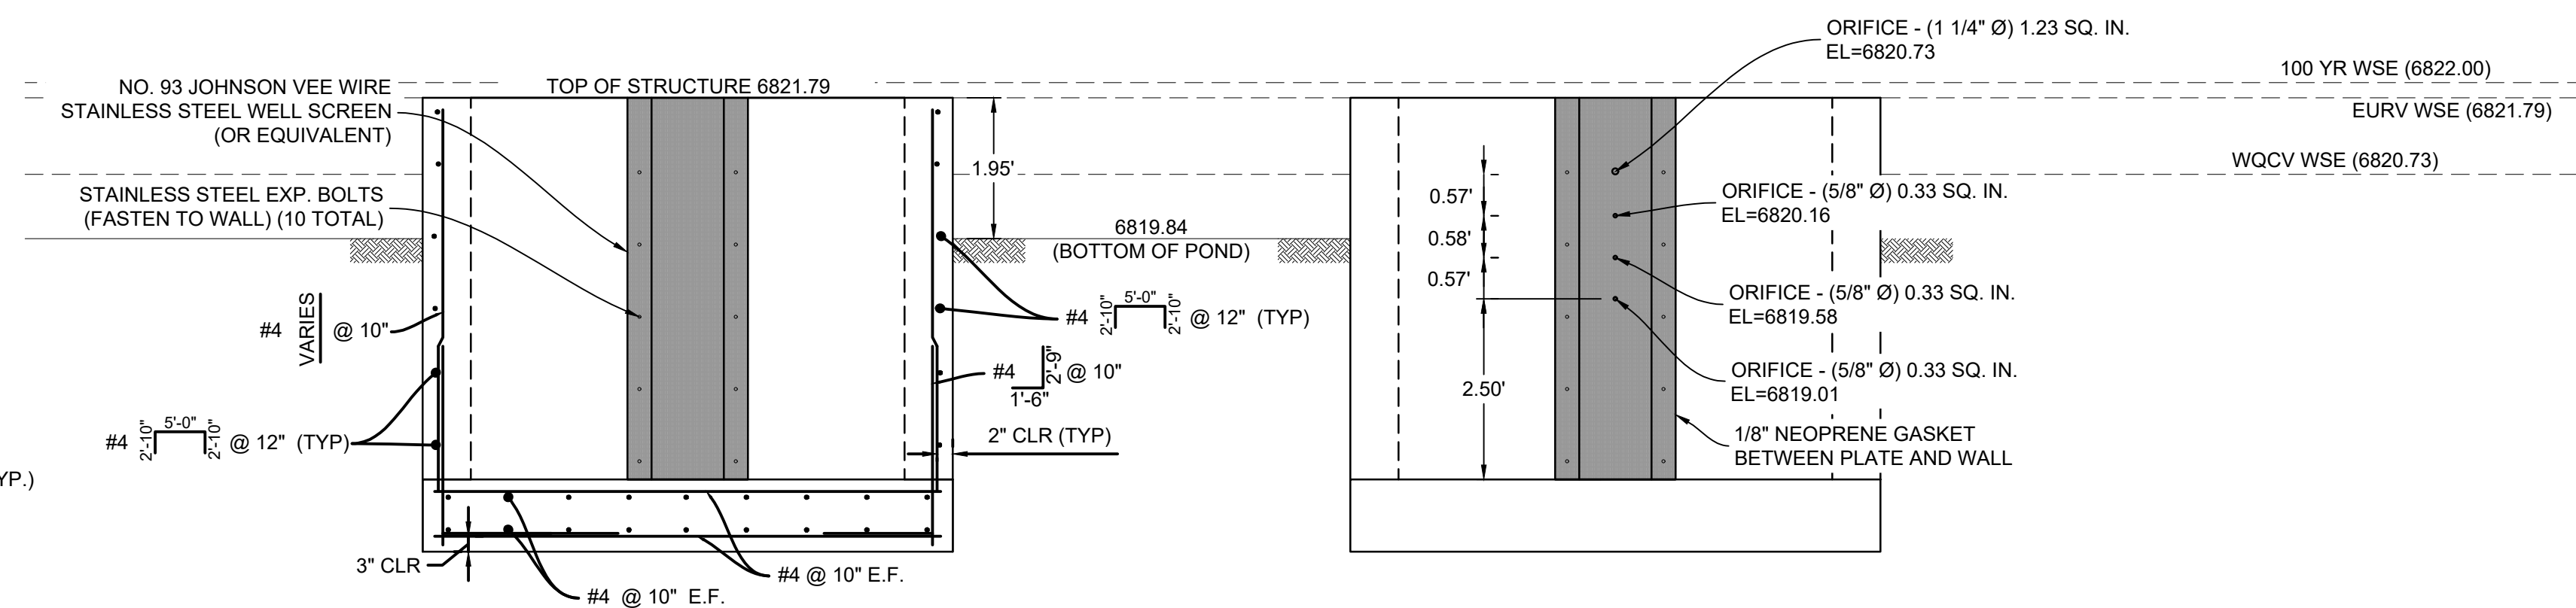 NO. 93 JOHNSON VEE WIRE
STAINLESS STEEL WELL SCREEN
(OR EQUIVALENT)
STAINLESS STEEL EXP. BOLTS
(FASTEN TO WALL) (10 TOTAL)
VARIES
#4 @ 10"
5'-0"
2'-10"
2'-10"
#4 @ 12" (TYP)
YP.)
3" CLR
TOP OF STRUCTURE 6821.79
1.95'
6819.84
(BOTTOM OF POND)
5'-0"
2'-10"
2'-10"
#4 @ 12" (TYP)
2'-9"
#4 @ 10"
1'-6"
2" CLR (TYP)
#4 @ 10" E.F.
#4 @ 10" E.F.
0.57'
0.58'
0.57'
2.50'
ORIFICE - (1 1/4" Ø) 1.23 SQ. IN.
EL=6820.73
ORIFICE - (5/8" Ø) 0.33 SQ. IN.
EL=6820.16
ORIFICE - (5/8" Ø) 0.33 SQ. IN.
EL=6819.58
ORIFICE - (5/8" Ø) 0.33 SQ. IN.
EL=6819.01
1/8" NEOPRENE GASKET
BETWEEN PLATE AND WALL
100 YR WSE (6822.00)
EURV WSE (6821.79)
WQCV WSE (6820.73)